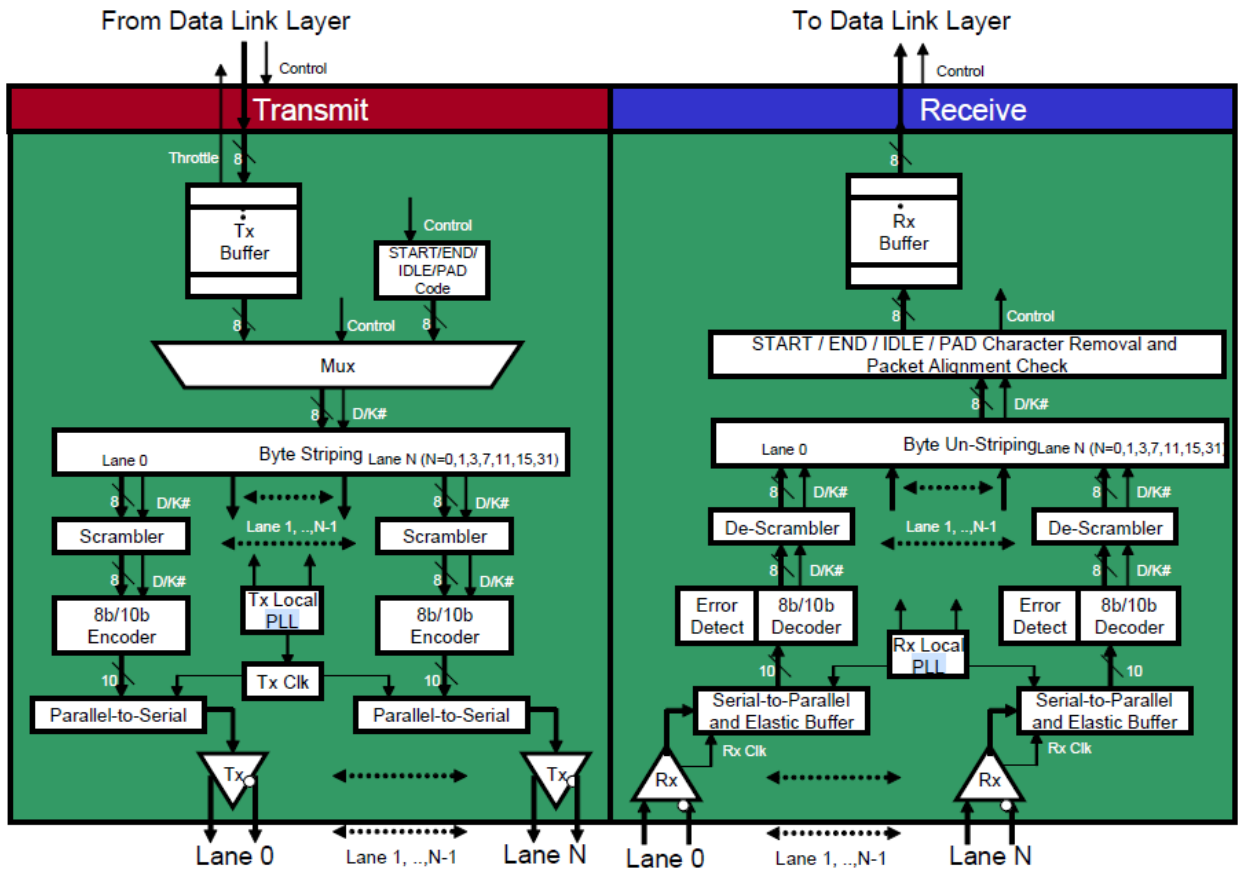 From Data Link Layer
To Data Link Layer
Control
Control
Transmit
Receive
Throttle
8
8
Tx
Buffer
Control
START/END/
IDLE/PAD
Code
Rx
Buffer
8
Control
8
8
Control
Mux
START / END / IDLE / PAD Character Removal and
Packet Alignment Check
8
D/K#
8
D/K#
Lane 0
Byte Striping
Lane N (N=0,1,3,7,11,15,31)
Lane 0
Byte Un-Striping
Lane N (N=0,1,3,7,11,15,31)
8
D/K#
8
D/K#
8
D/K#
8
D/K#
Scrambler
Lane 1, ..,N-1
Scrambler
De-Scrambler
Lane 1, ..,N-1
De-Scrambler
8
D/K#
8
D/K#
8
D/K#
8
D/K#
8b/10b
Encoder
Tx Local
PLL
8b/10b
Encoder
Error
Detect
8b/10b
Decoder
Rx Local
PLL
Error
Detect
8b/10b
Decoder
10
Tx Clk
10
10
10
Parallel-to-Serial
Parallel-to-Serial
Serial-to-Parallel
and Elastic Buffer
Serial-to-Parallel
and Elastic Buffer
Rx Clk
Rx Clk
Tx
Tx
Rx
Rx
Lane 0
Lane 1, ..,N-1
Lane N
Lane 0
Lane 1, ..,N-1
Lane N